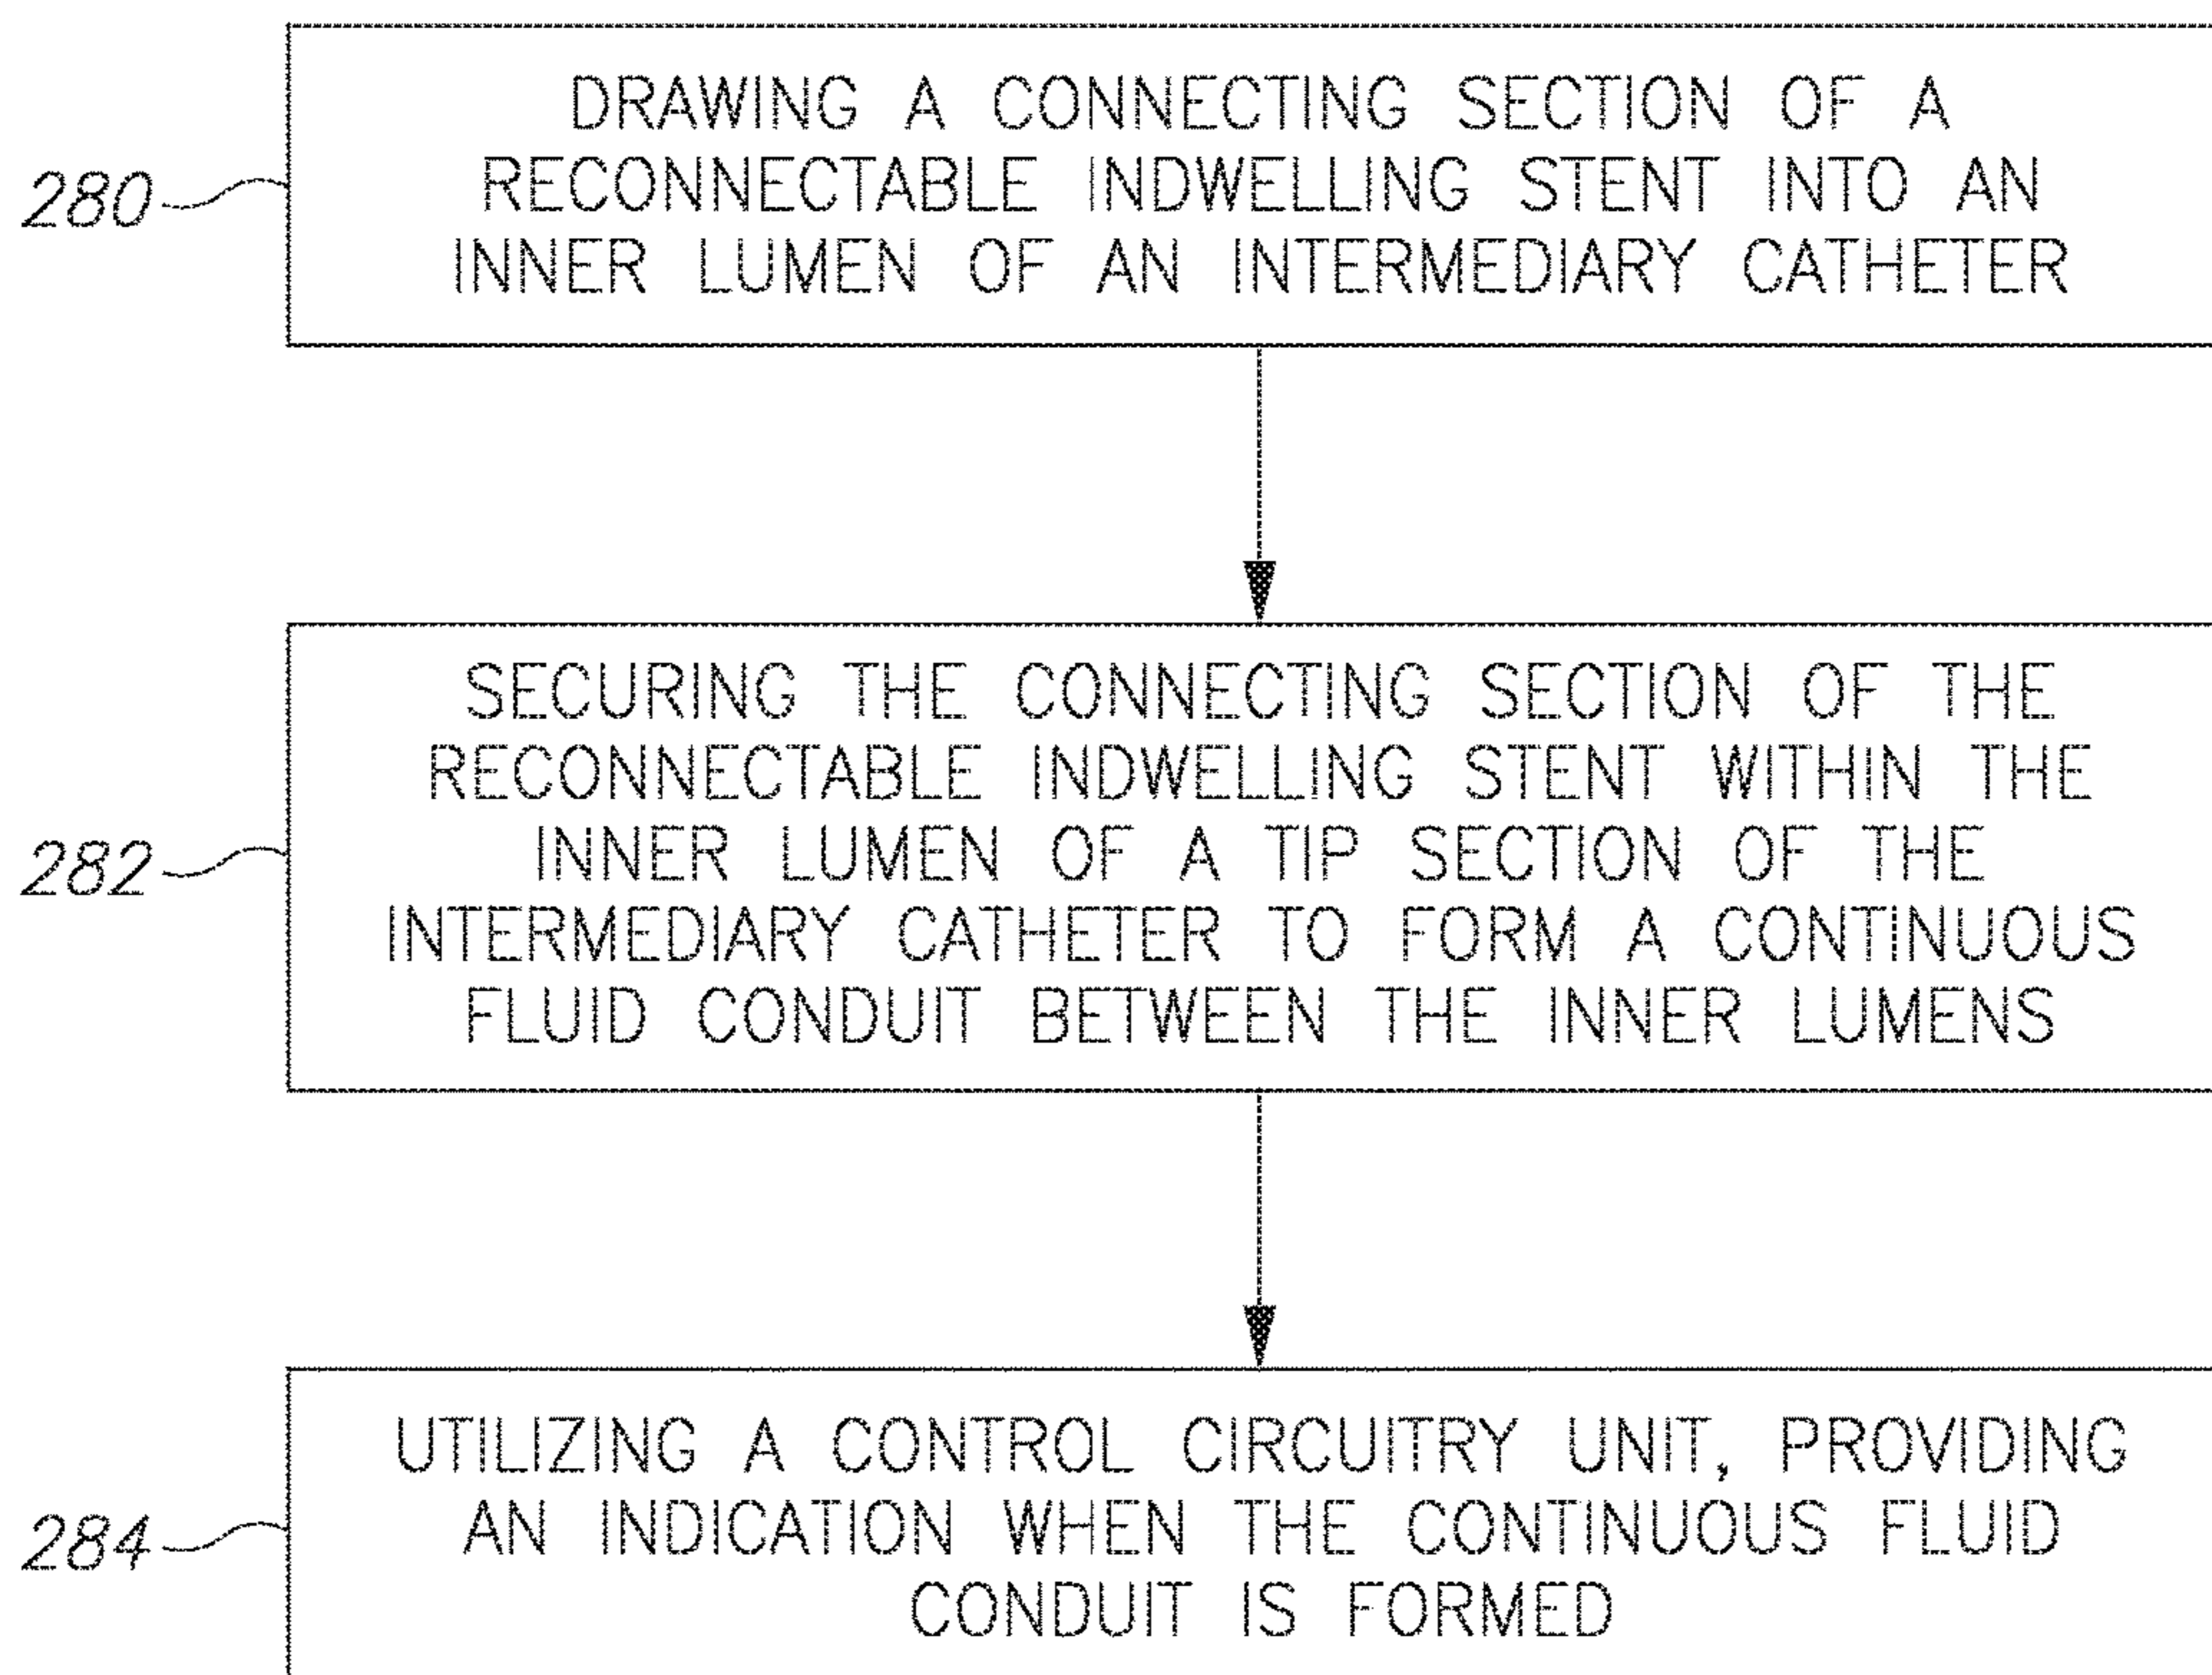 DRAWING A CONNECTING SECTION OF A
RECONNECTABLE INDWELLING STENT INTO AN
INNER LUMEN OF AN INTERMEDIARY CATHETER
280
SECURING THE CONNECTING SECTION OF THE
RECONNECTABLE INDWELLING STENT WITHIN THE
INNER LUMEN OF A TIP SECTION OF THE
INTERMEDIARY CATHETER TO FORM A CONTINUOUS
FLUID CONDUIT BETWEEN THE INNER LUMENS
282
UTILIZING A CONTROL CIRCUITRY UNIT, PROVIDING
AN INDICATION WHEN THE CONTINUOUS FLUID
CONDUIT IS FORMED
284